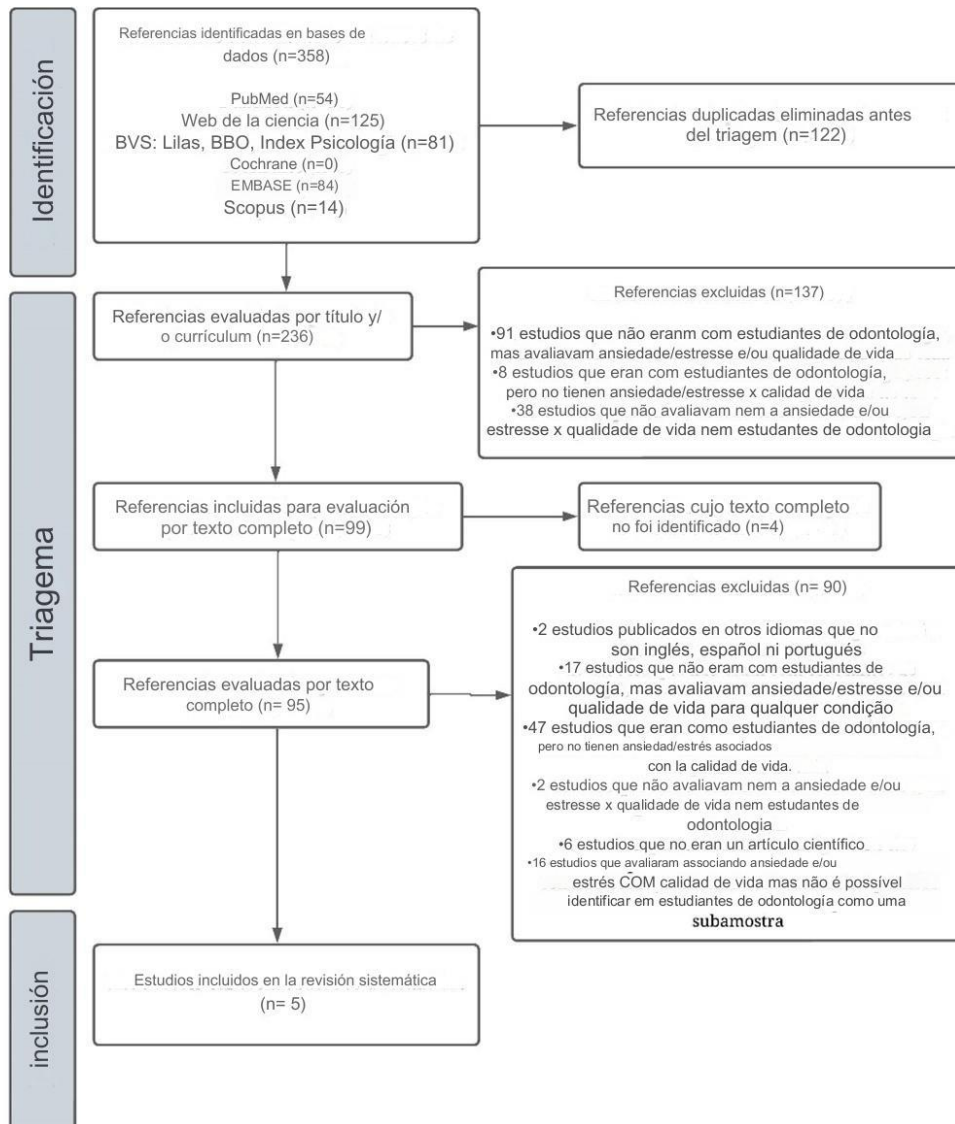 Identificación
Referencias identificadas en bases de
dados (n=358)
PubMed (n=54)
Web de la ciencia (n=125)
BVS: Lilas, BBO, Index Psicología (n=81)
Cochrane (n=0)
EMBASE (n=84)
Scopus (n=14)
Referencias duplicadas eliminadas antes
del triagem (n=122)
Triagema
Referencias evaluadas por título y/
o currículum (n=236)
Referencias excluidas (n=137)
•91 estudios que não eranm com estudiantes de odontología,
mas avaliavam ansiedade/estresse e/ou qualidade de vida
•8 estudios que eran com estudiantes de odontología,
pero no tienen ansiedade/estresse x calidad de vida
•38 estudios que não avaliavam nem a ansiedade e/ou
estresse x qualidade de vida nem estudantes de odontologia
Referencias incluidas para evaluación
por texto completo (n=99)
Referencias cujo texto completo
no foi identificado (n=4)
Referencias evaluadas por texto
completo (n= 95)
Referencias excluidas (n= 90)
•2 estudios publicados en otros idiomas que no
son inglés, español ni portugués
•17 estudios que não eram com estudiantes de
odontología, mas avaliavam ansiedade/estresse e/ou
qualidade de vida para qualquer condição
•47 estudios que eran como estudiantes de odontología,
pero no tienen ansiedad/estrés asociados
con la calidad de vida.
•2 estudios que não avaliavam nem a ansiedade e/ou
estresse x qualidade de vida nem estudantes de
odontologia
•6 estudios que no eran un artículo científico
•16 estudios que avaliaram associando ansiedade e/ou
estrés COM calidad de vida mas não é possível
identificar em estudiantes de odontología como uma
subamostra
inclusión
Estudios incluidos en la revisión sistemática
(n= 5)